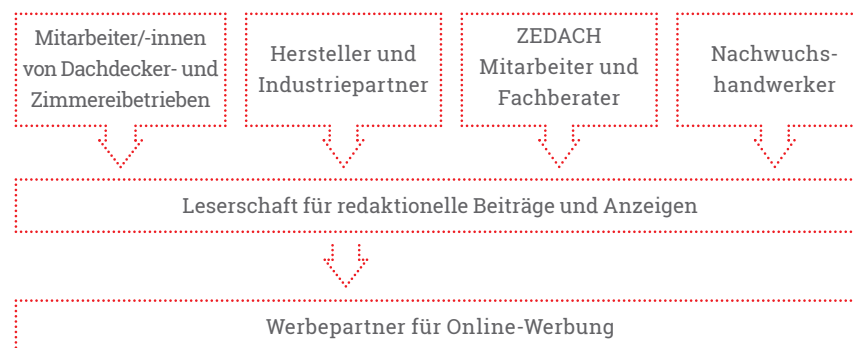 Mitarbeiter/-innen
von Dachdecker- und
Zimmereibetrieben
Hersteller und
Industriepartner
ZEDACH
Mitarbeiter und
Fachberater
Nachwuchs-
handwerker
Leserschaft für redaktionelle Beiträge und Anzeigen
Werbepartner für Online-Werbung